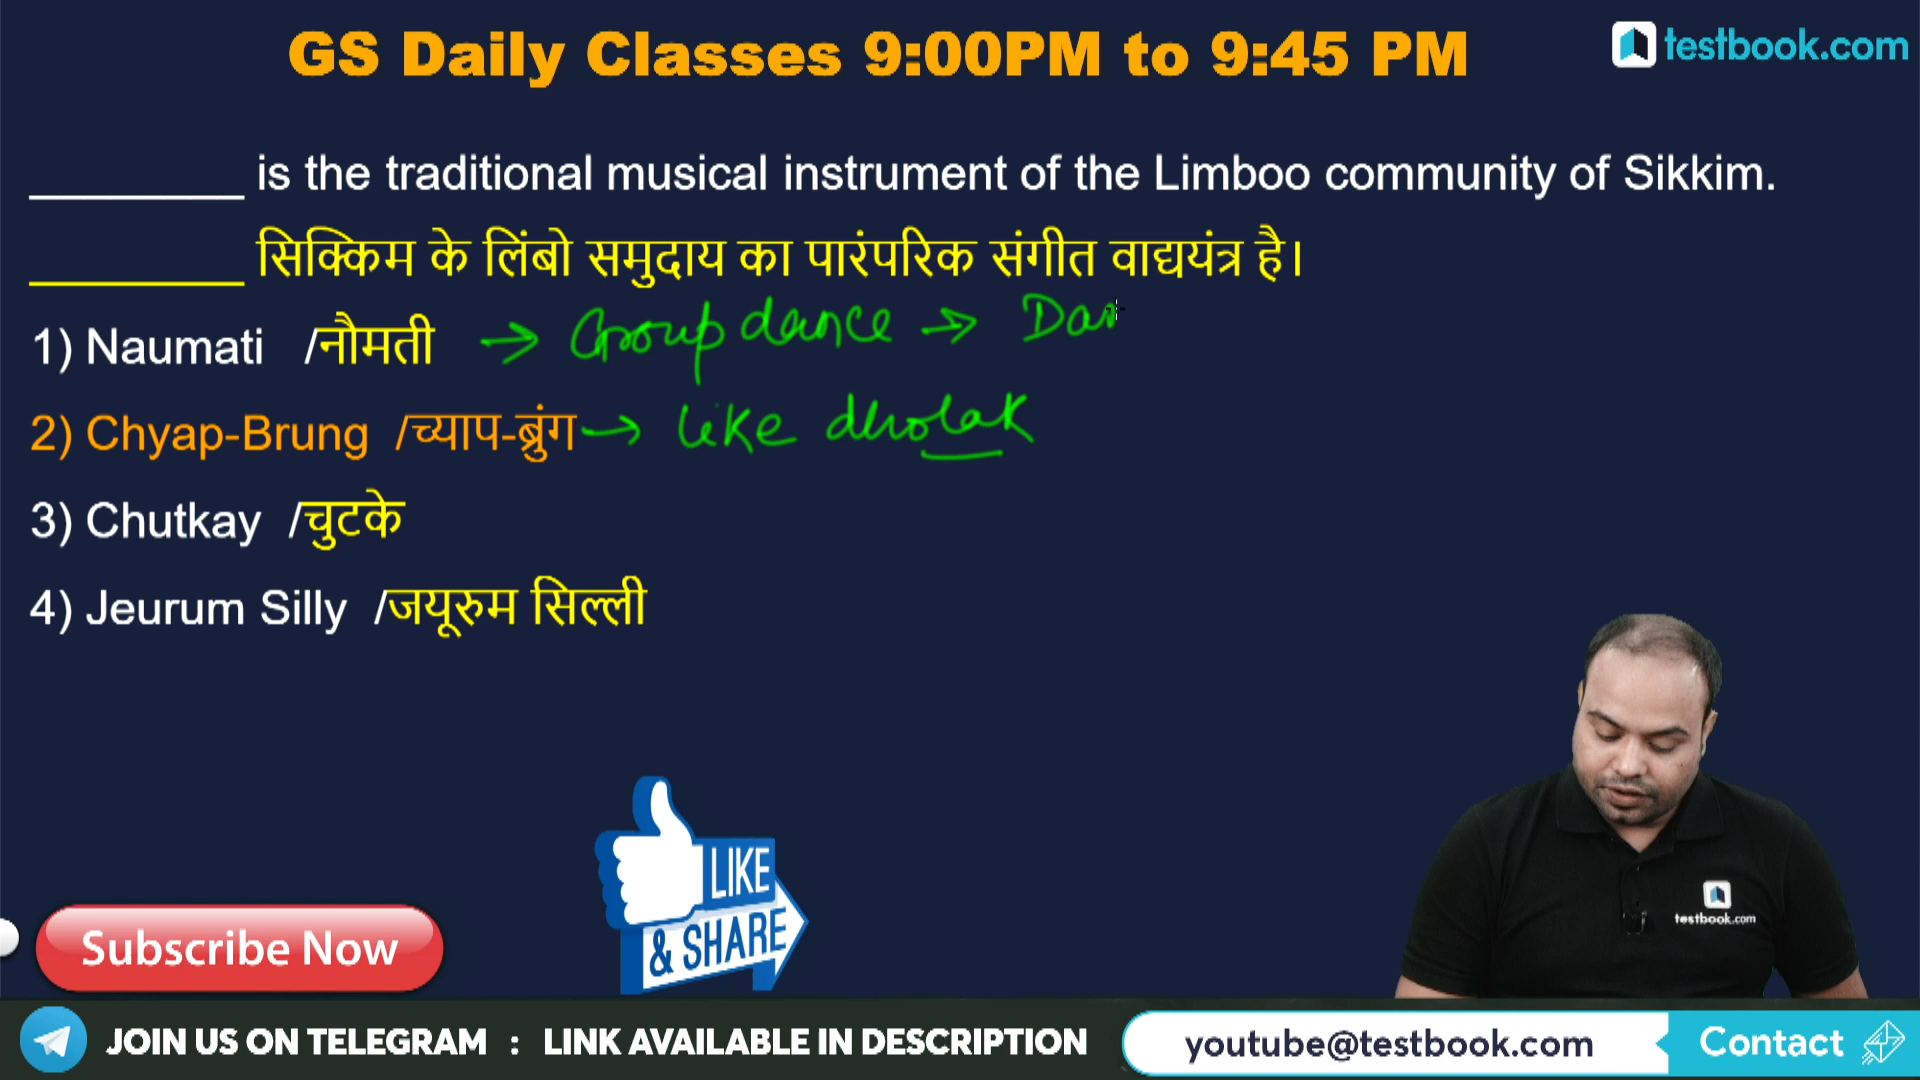 GS Daily Classes 9:00PM to 9:45 PM
testbook.com
________ is the traditional musical instrument of the Limboo community of Sikkim.
________ सिक्किम के लिंबो समुदाय का पारंपरिक संगीत वाद्ययंत्र है।
1) Naumati /नौमती → Group dance →
2) Chyap-Brung /च्याप-ब्रुंग → like dholak
3) Chutkay /चुटके
4) Jeurum Silly /जयूरुम सिल्ली
testbook.com
LIKE
& SHARE
Subscribe Now
JOIN US ON TELEGRAM : LINK AVAILABLE IN DESCRIPTION
youtube@testbook.com
Contact